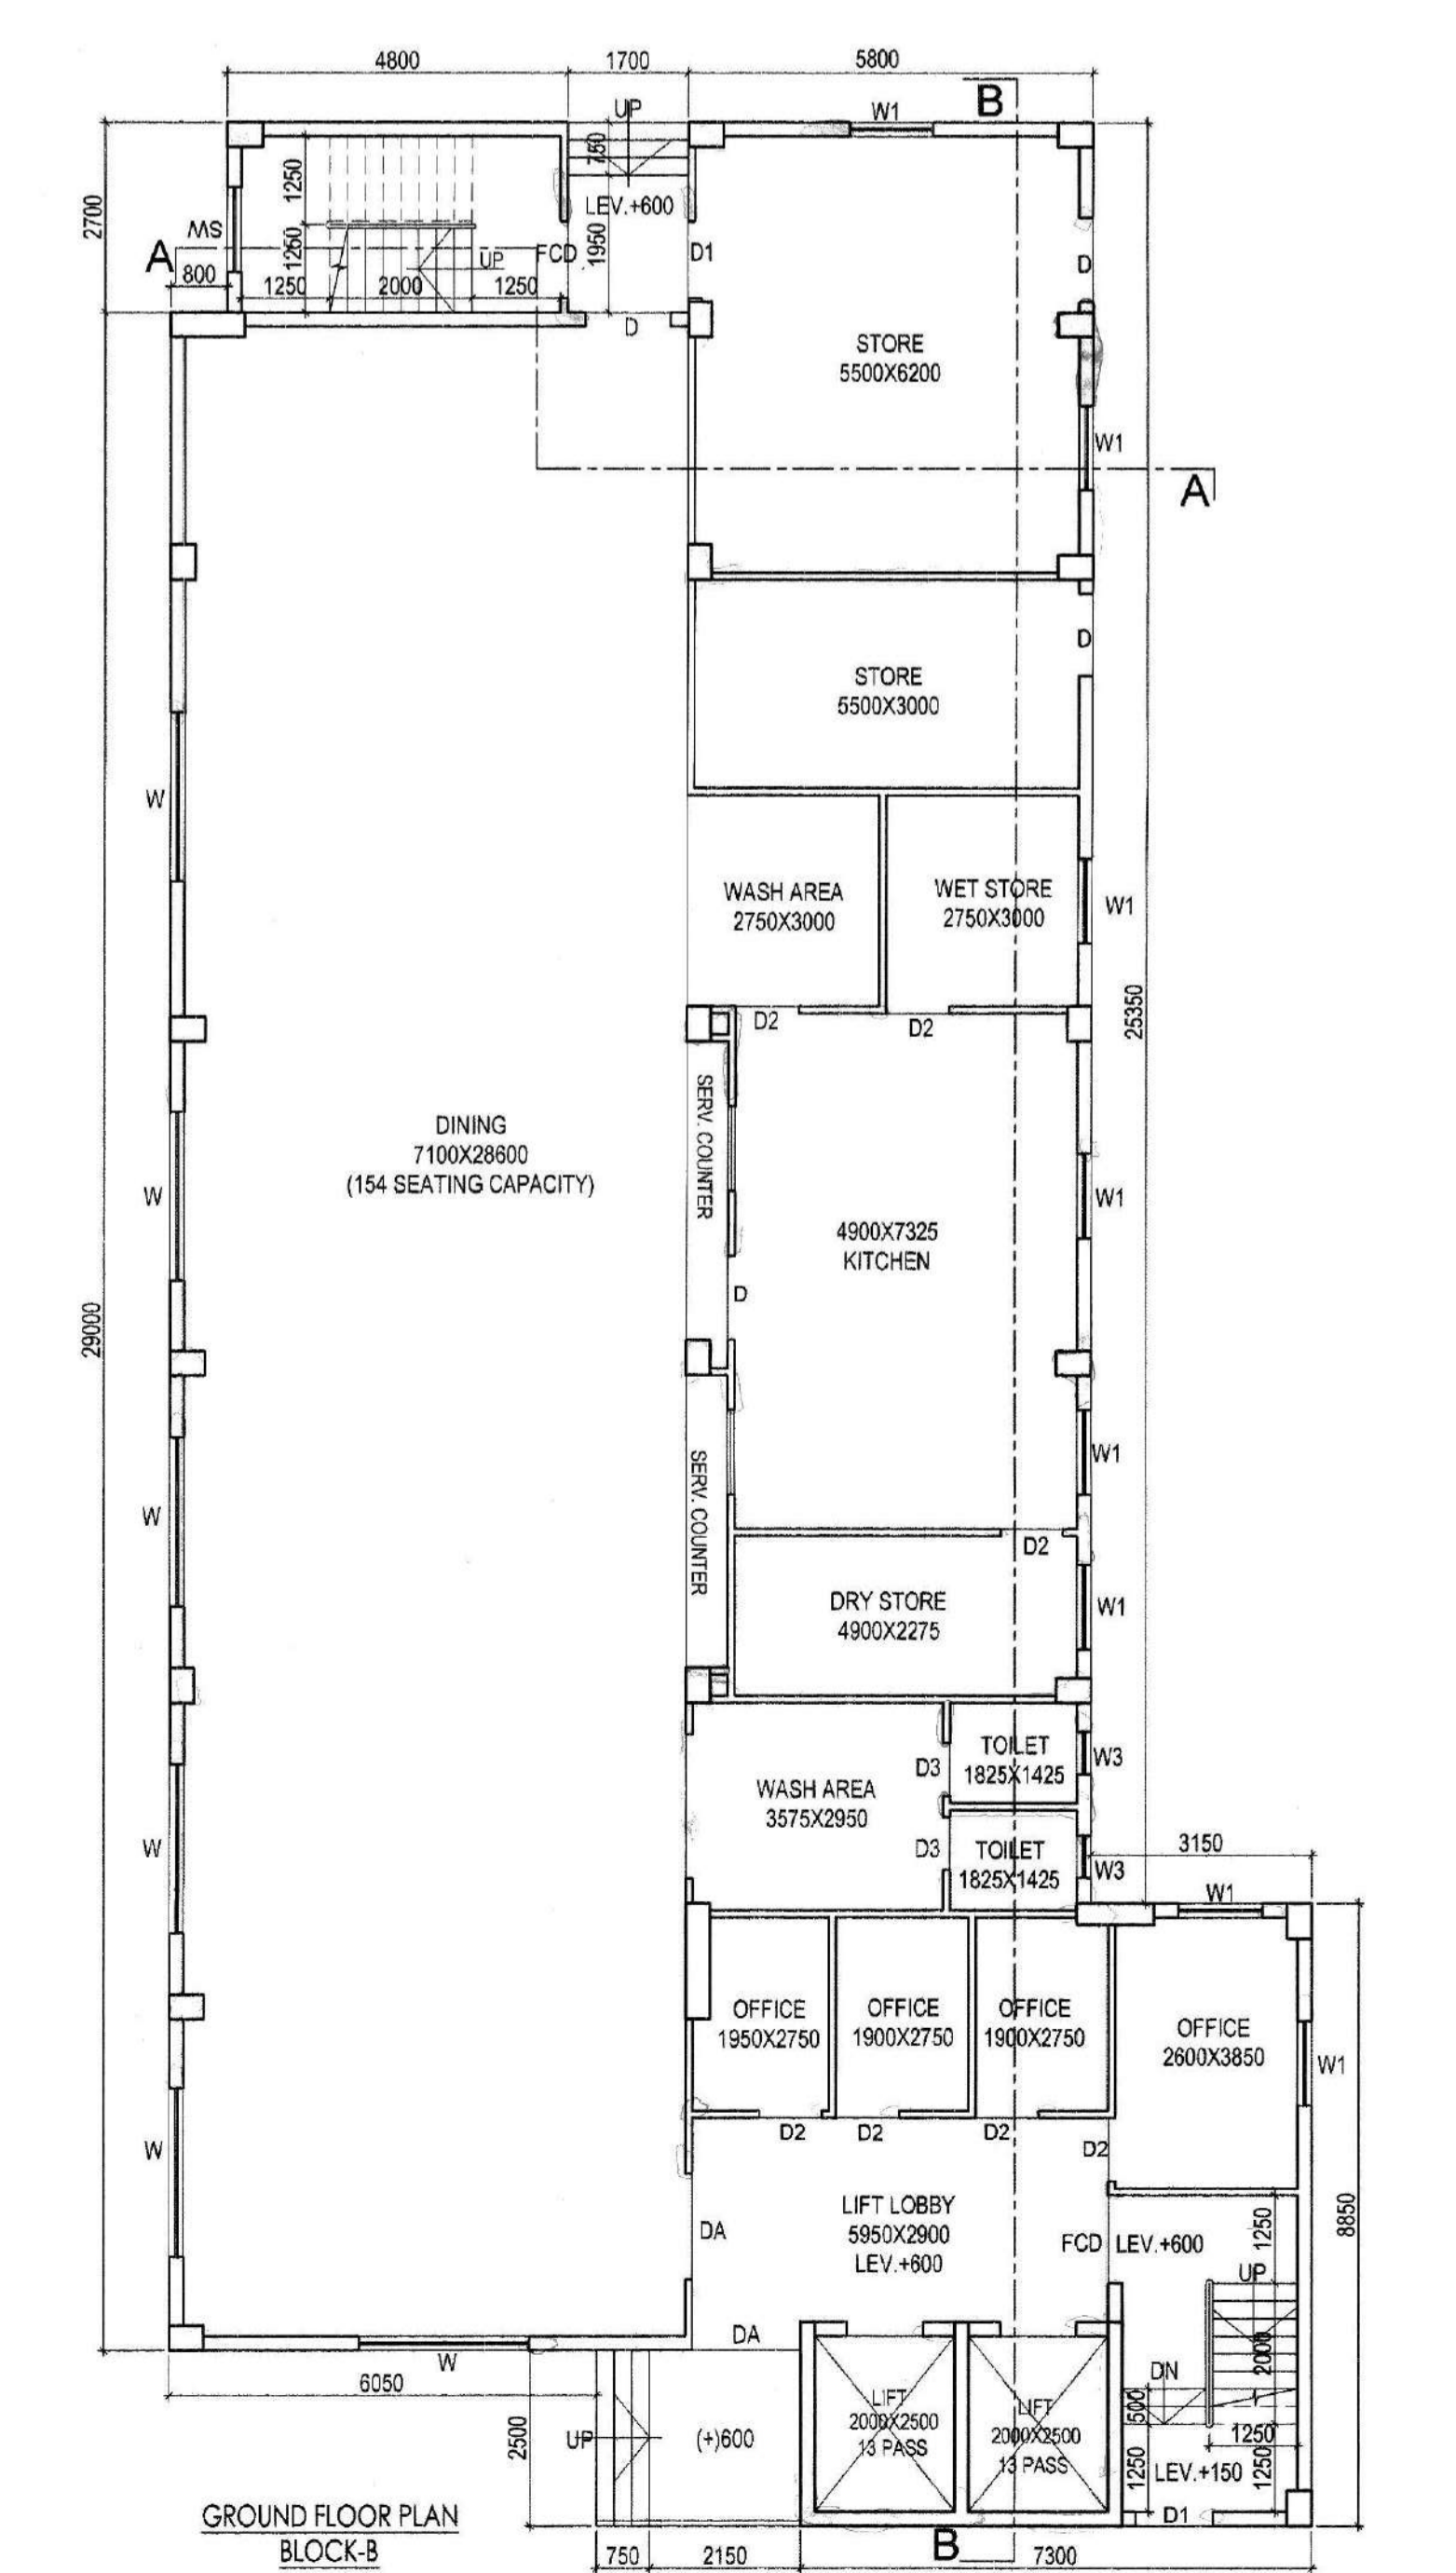 4800
1700
5800
UP
W1
B
750
1250
2700
LEV.+600
MS
A
800
1250
UP
FCD
1950
D1
D
1250
2000
1250
D
STORE
5500X6200
W1
A
D
STORE
5500X3000
W
WASH AREA
2750X3000
WET STORE
2750X3000
W1
25350
D2
D2
SERV. COUNTER
DINING
7100X28600
(154 SEATING CAPACITY)
W
W1
4900X7325
KITCHEN
D
29000
W1
SERV. COUNTER
W
D2
DRY STORE
4900X2275
W1
TOILET
1825X1425
D3
W3
WASH AREA
3575X2950
W
D3
TOILET
1825X1425
W3
3150
W1
OFFICE
1950X2750
OFFICE
1900X2750
OFFICE
1900X2750
OFFICE
2600X3850
W1
D2
D2
D2
D2
W
LIFT LOBBY
5950X2900
LEV.+600
DA
FCD
LEV.+600
1250
8850
UP
DA
W
2000
DN
6050
500
LIFT
2000X2500
13 PASS
LIFT
2000X2500
13 PASS
1250
2500
UP
(+)600
1250
LEV.+150
1250
D1
GROUND FLOOR PLAN
BLOCK-B
750
2150
B
7300